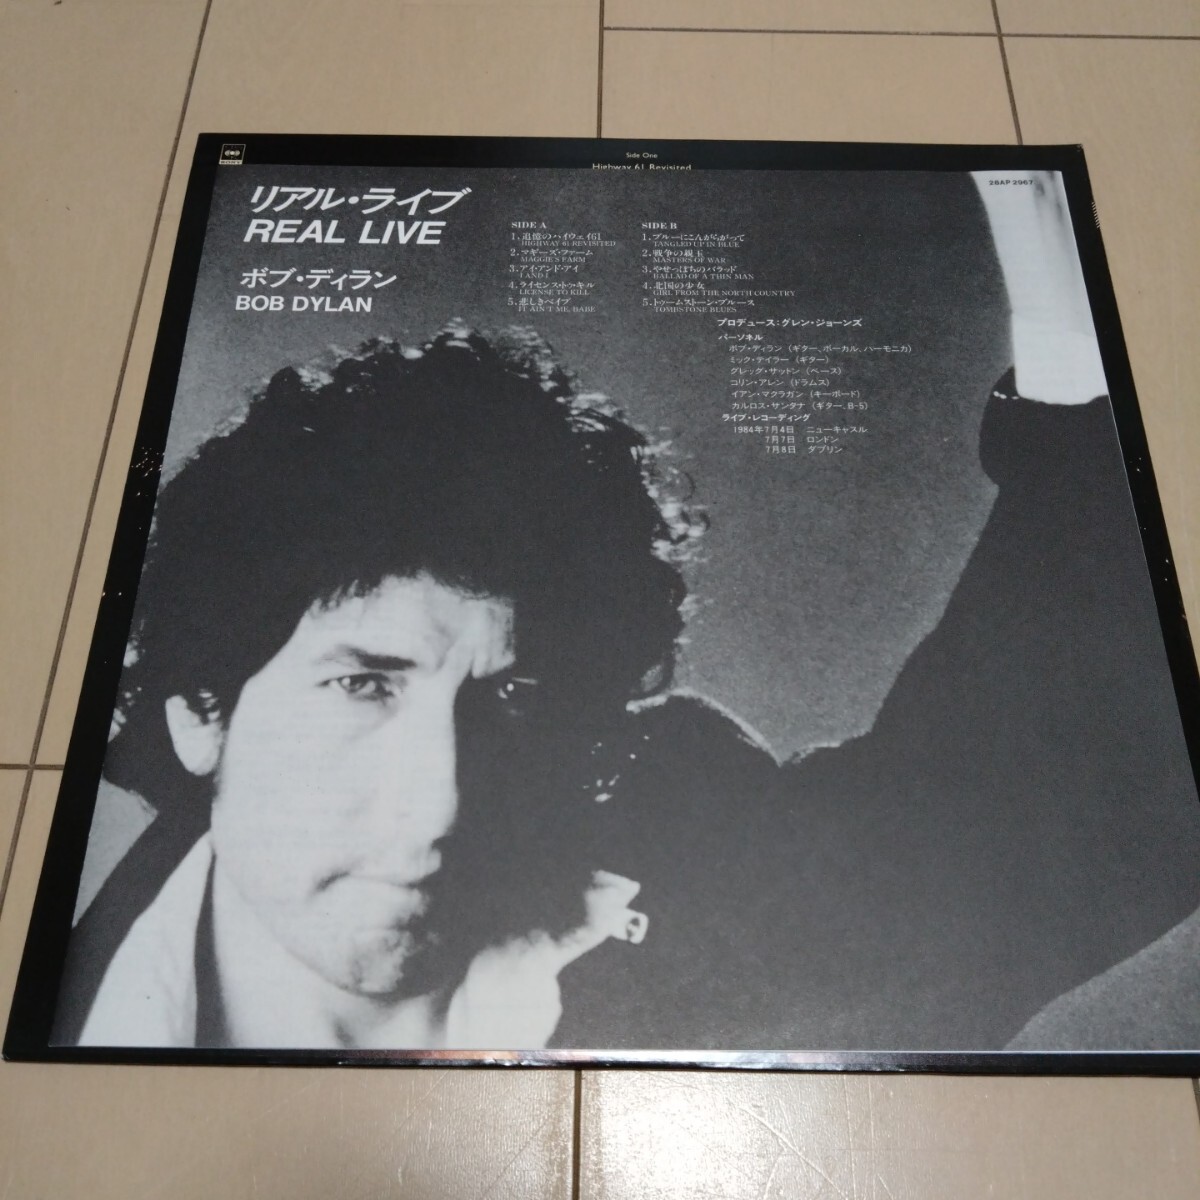 SONY
Side One
Highway 61 Revisited
28AP 2967
リアル・ライブ
REAL LIVE
ボブ・ディラン
BOB DYLAN
SIDE A
1. 追憶のハイウェイ61
HIGHWAY 61 REVISITED
2. マギーズ・ファーム
MAGGIE'S FARM
3. アイ・アンド・アイ
I AND I
4. ライセンス・トゥ・キル
LICENSE TO KILL
5. 悲しきベイブ
IT AIN'T ME, BABE
SIDE B
1. ブルーにこんがらがって
TANGLED UP IN BLUE
2. 戦争の親玉
MASTERS OF WAR
3. やせっぽちのバラッド
BALLAD OF A THIN MAN
4. 北国の少女
GIRL FROM THE NORTH COUNTRY
5. トゥームストーン・ブルース
TOMBSTONE BLUES
プロデュース：グレン・ジョーンズ
パーソネル
ボブ・ディラン（ギター、ボーカル、ハーモニカ）
ミック・テイラー（ギター）
グレッグ・サットン（ベース）
コリン・アレン（ドラムス）
イアン・マクラガン（キーボード）
カルロス・サンタナ（ギター、B-5）
ライブ・レコーディング
1984年7月4日 ニューキャスル
7月7日 ロンドン
7月8日 ダブリン